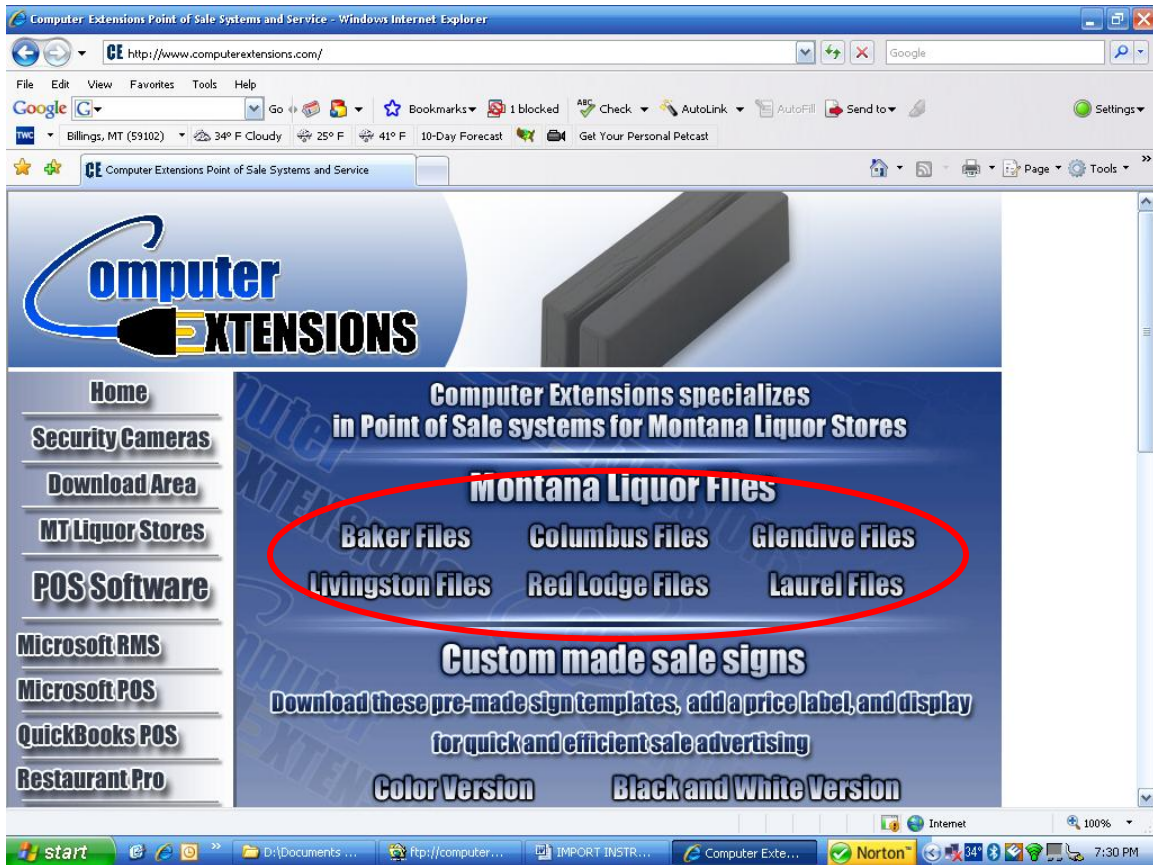 Computer Extensions Point of Sale Systems and Service - Windows Internet Explorer
CE http://www.computerextensions.com/
Google
File Edit View Favorites Tools Help
Google G Go Bookmarks 1 blocked ABC Check AutoLink AutoFill Send to Settings
TWC Billings, MT (59102) 34° F Cloudy 25° F 41° F 10-Day Forecast Get Your Personal Petcast
CE Computer Extensions Point of Sale Systems and Service
Page Tools »
Computer
EXTENSIONS
Home
Security Cameras
Download Area
MT Liquor Stores
POS Software
Microsoft RMS
Microsoft POS
QuickBooks POS
Restaurant Pro
Computer Extensions specializes
in Point of Sale systems for Montana Liquor Stores
Montana Liquor Files
Baker Files Columbus Files Glendive Files
Livingston Files Red Lodge Files Laurel Files
Custom made sale signs
Download these pre-made sign templates, add a price label, and display
for quick and efficient sale advertising
Color Version Black and White Version
Internet 100%
start » D:\Documents ... ftp://computer... IMPORT INSTR... Computer Exte... Norton™ 34° 7:30 PM